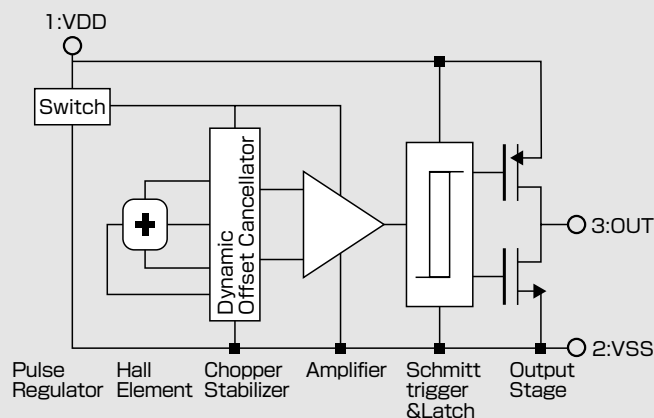 1:VDD
Switch
Dynamic
Offset Cancellator
3:OUT
2:VSS
Pulse
Regulator
Hall
Element
Chopper
Stabilizer
Amplifier
Schmitt
trigger
&Latch
Output
Stage